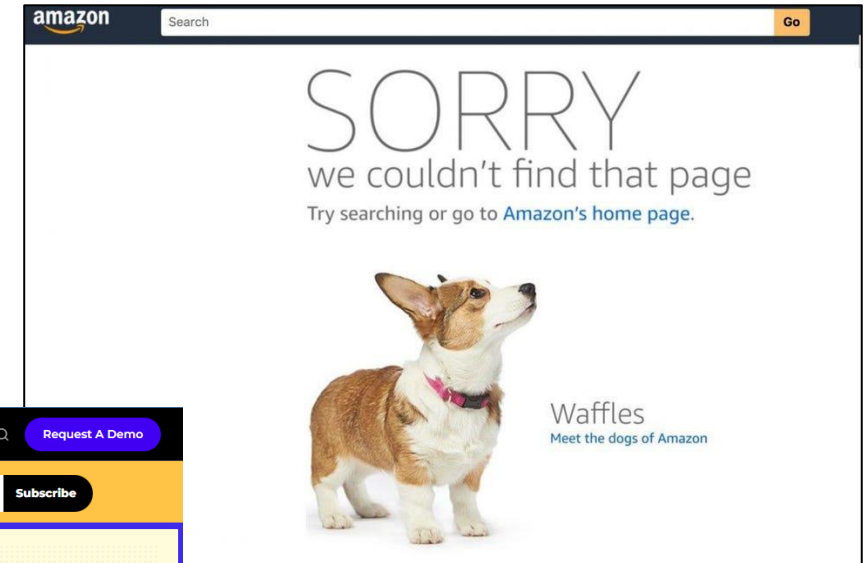 amazon
Search
Go
SORRY
we couldn't find that page
Try searching or go to Amazon's home page.
Waffles
Meet the dogs of Amazon
Request A Demo
Subscribe